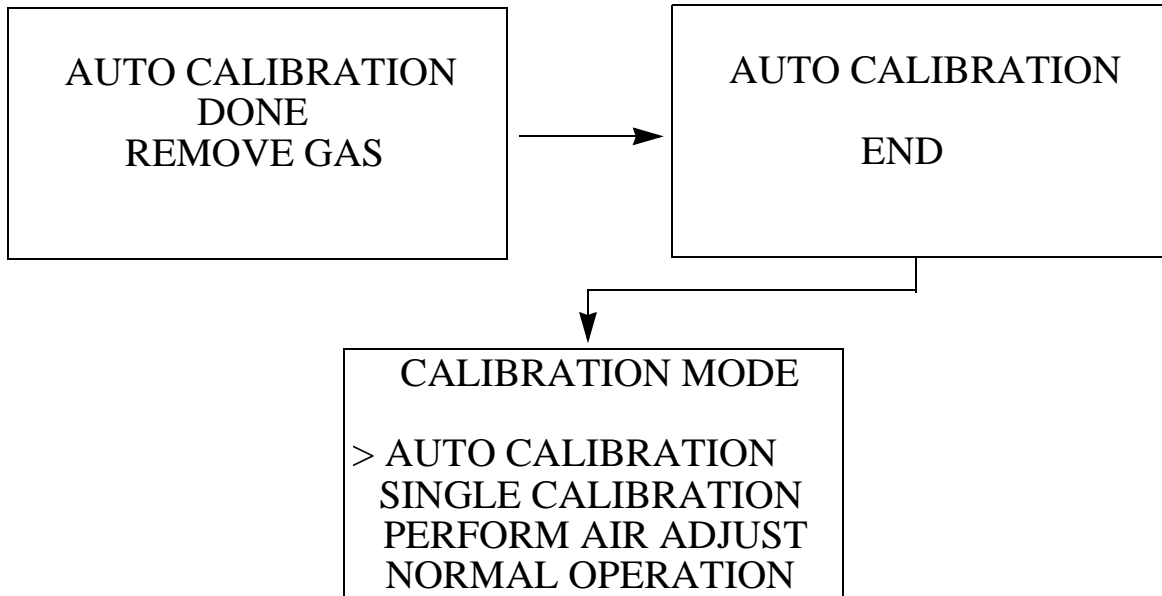 AUTO CALIBRATION
DONE
REMOVE GAS
AUTO CALIBRATION
END
CALIBRATION MODE
> AUTO CALIBRATION
SINGLE CALIBRATION
PERFORM AIR ADJUST
NORMAL OPERATION